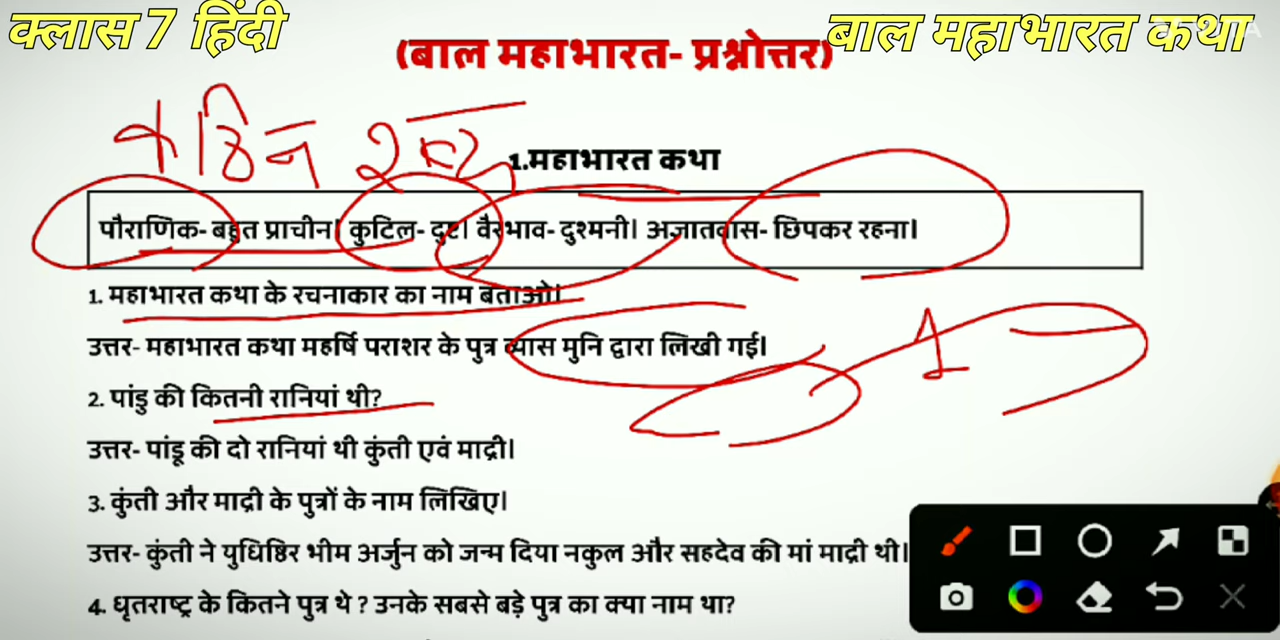 क्लास 7 हिंदी
बाल महाभारत कथा
(बाल महाभारत- प्रश्नोत्तर)
कठिन शब्द
1.महाभारत कथा
पौराणिक- बहुत प्राचीन। कुटिल- दुष्ट। वैरभाव- दुश्मनी। अज्ञातवास- छिपकर रहना।
1. महाभारत कथा के रचनाकार का नाम बताओ।
उत्तर- महाभारत कथा महर्षि पराशर के पुत्र व्यास मुनि द्वारा लिखी गई।
2. पांडु की कितनी रानियां थी?
उत्तर- पांडू की दो रानियां थी कुंती एवं माद्री।
3. कुंती और माद्री के पुत्रों के नाम लिखिए।
उत्तर- कुंती ने युधिष्ठिर भीम अर्जुन को जन्म दिया नकुल और सहदेव की मां माद्री थी।
4. धृतराष्ट्र के कितने पुत्र थे ? उनके सबसे बड़े पुत्र का क्या नाम था?